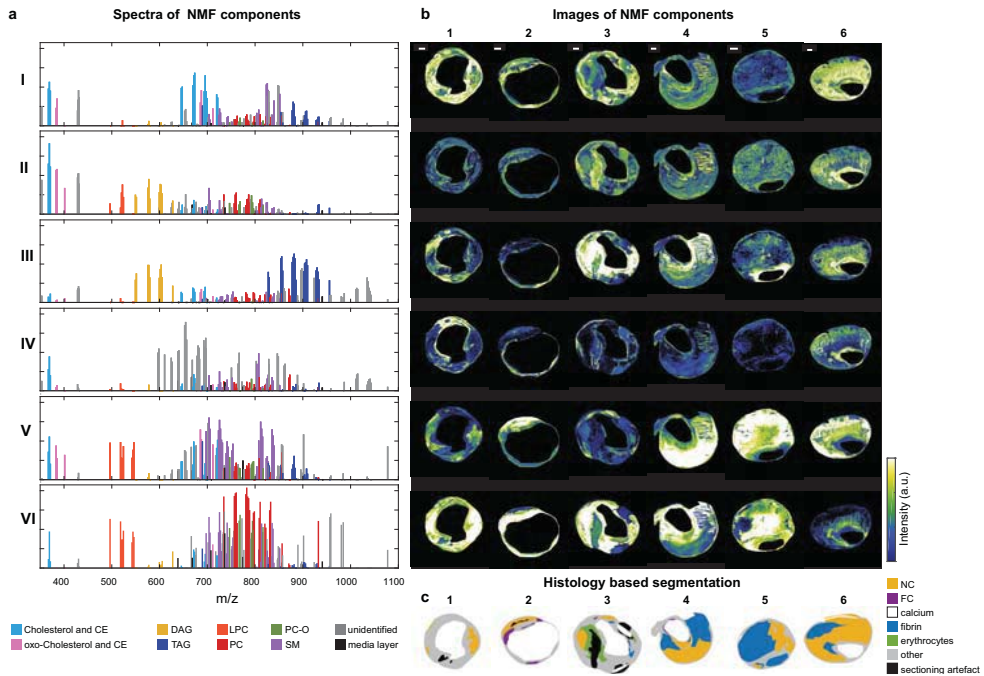 a Spectra of NMF components
b Images of NMF components
1 2 3 4 5 6
I
II
III
IV
V
VI
400 500 600 700 800 900 1000 1100
m/z
Intensity (a.u.)
Cholesterol and CE
oxo-Cholesterol and CE
DAG
TAG
LPC
PC
PC-O
SM
unidentified
media layer
Histology based segmentation
c
1 2 3 4 5 6
NC
FC
calcium
fibrin
erythrocytes
other
sectioning artefact